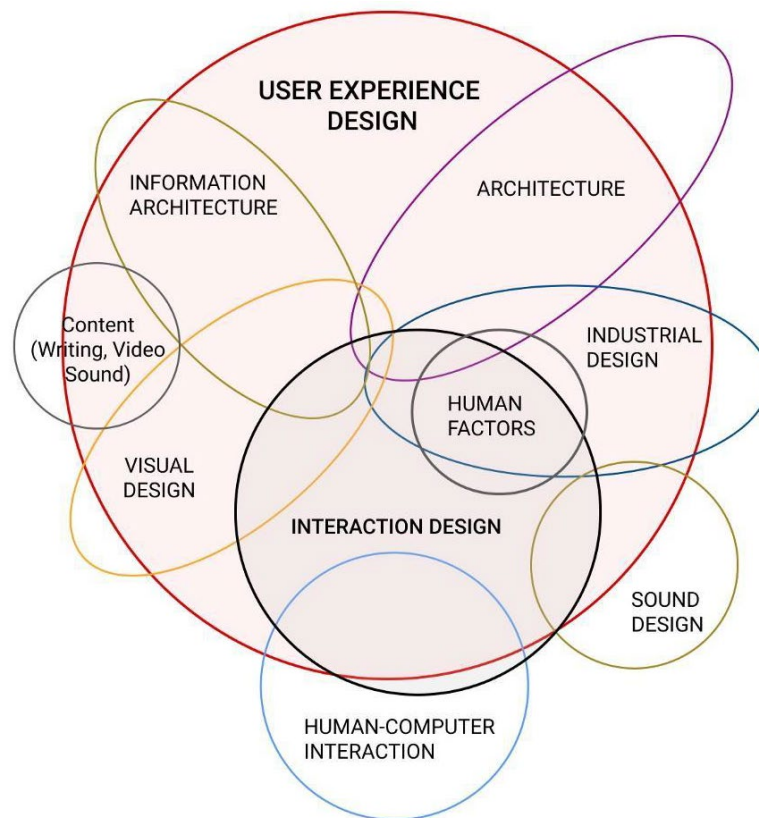 USER EXPERIENCE
DESIGN
INFORMATION
ARCHITECTURE
ARCHITECTURE
Content
(Writing, Video
Sound)
INDUSTRIAL
DESIGN
HUMAN
FACTORS
VISUAL
DESIGN
INTERACTION DESIGN
SOUND
DESIGN
HUMAN-COMPUTER
INTERACTION